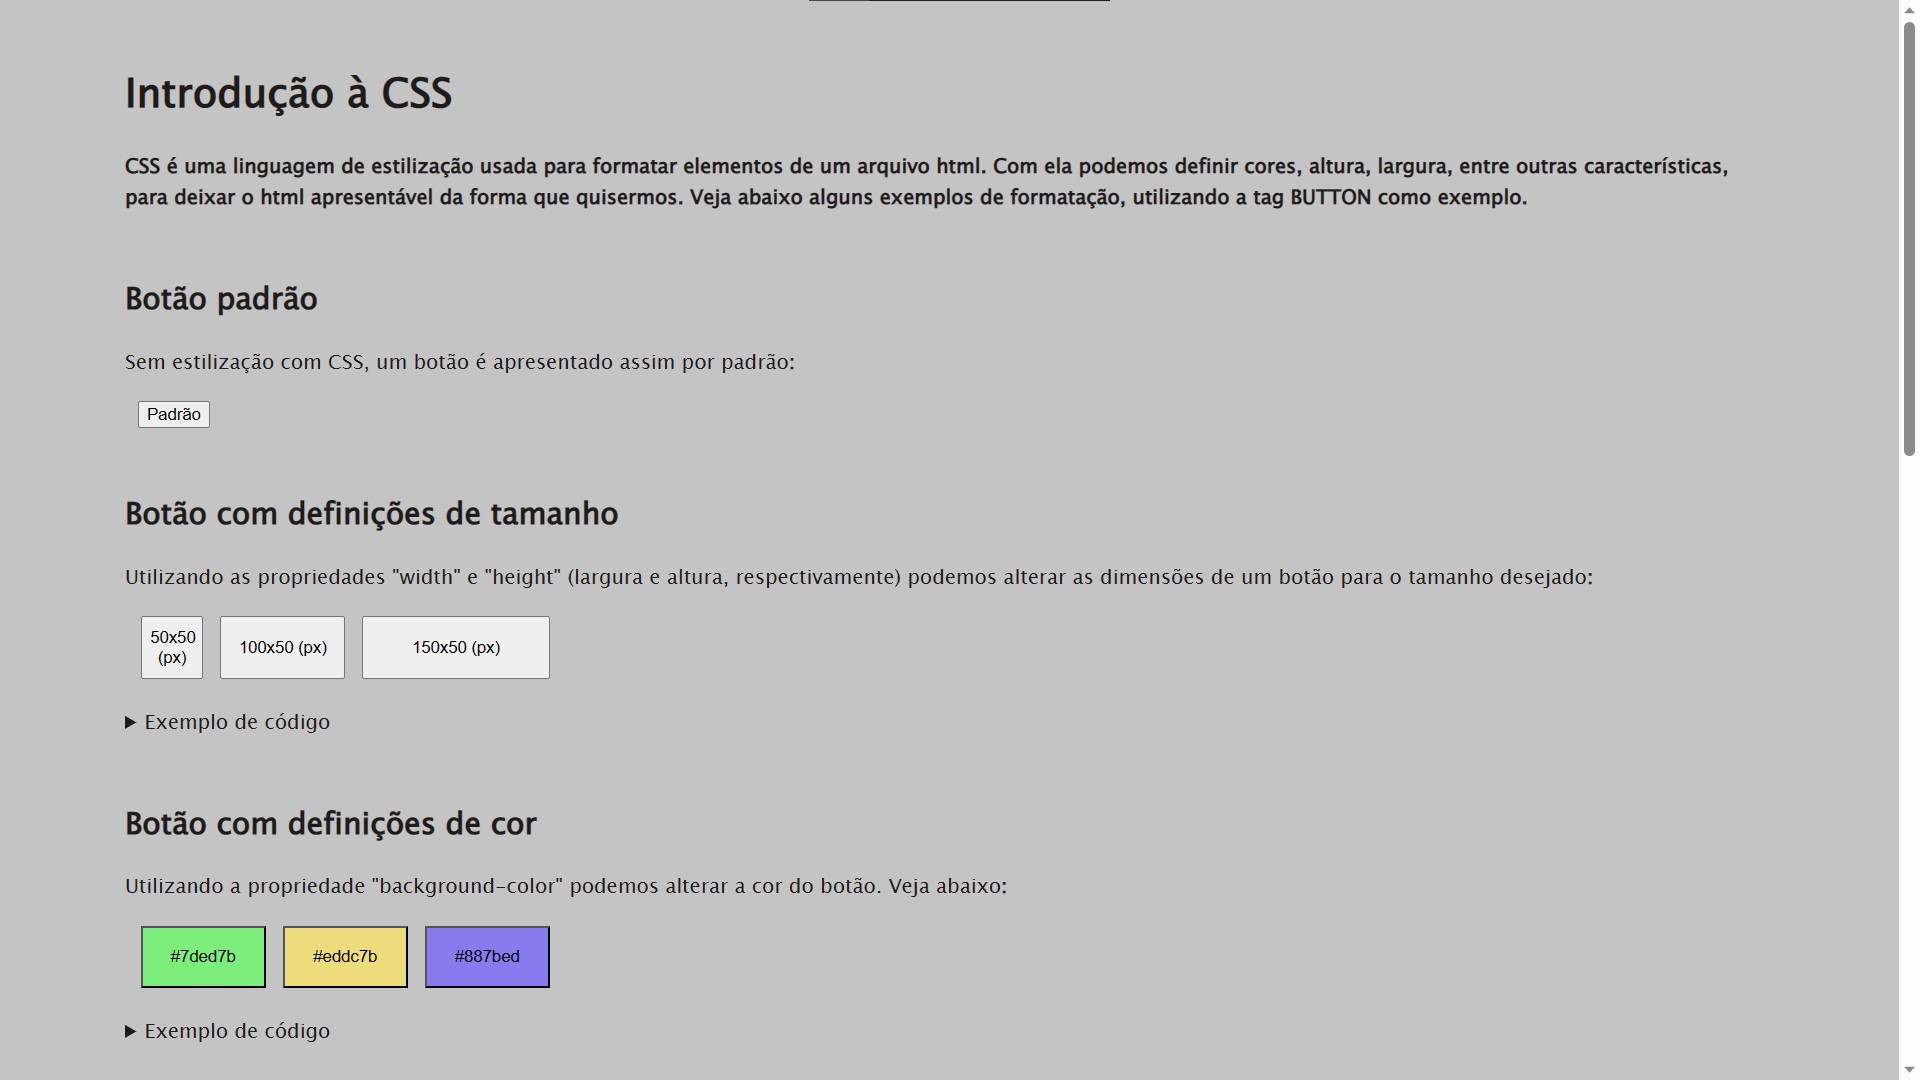 Introdução à CSS
CSS é uma linguagem de estilização usada para formatar elementos de um arquivo html. Com ela podemos definir cores, altura, largura, entre outras características,
para deixar o html apresentável da forma que quisermos. Veja abaixo alguns exemplos de formatação, utilizando a tag BUTTON como exemplo.
Botão padrão
Sem estilização com CSS, um botão é apresentado assim por padrão:
Padrão
Botão com definições de tamanho
Utilizando as propriedades "width" e "height" (largura e altura, respectivamente) podemos alterar as dimensões de um botão para o tamanho desejado:
50x50
(px)
100x50 (px)
150x50 (px)
Exemplo de código
Botão com definições de cor
Utilizando a propriedade "background-color" podemos alterar a cor do botão. Veja abaixo:
#7ded7b
#eddc7b
#887bed
Exemplo de código